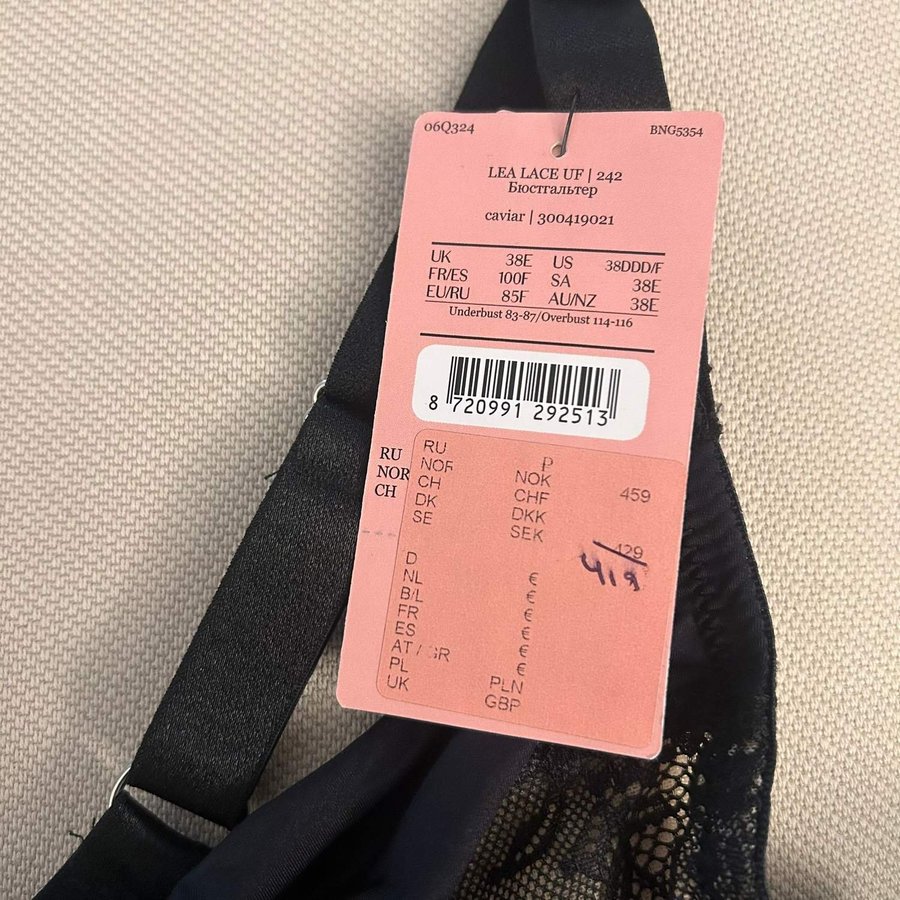 06Q324 BNG5354
LEA LACE UF | 242
Бюстгальтер
caviar | 300419021
UK 38E US 38DDD/F
FR/ES 100F SA 38E
EU/RU 85F AU/NZ 38E
Underbust 83-87/Overbust 114-116
8 720991 292513
RU
NOR
CH
RU P
NOR NOK 459
CH CHF
DK DKK
SE SEK 429
419
D €
NL €
B/L €
FR €
ES €
AT / GR €
PL PLN
UK GBP